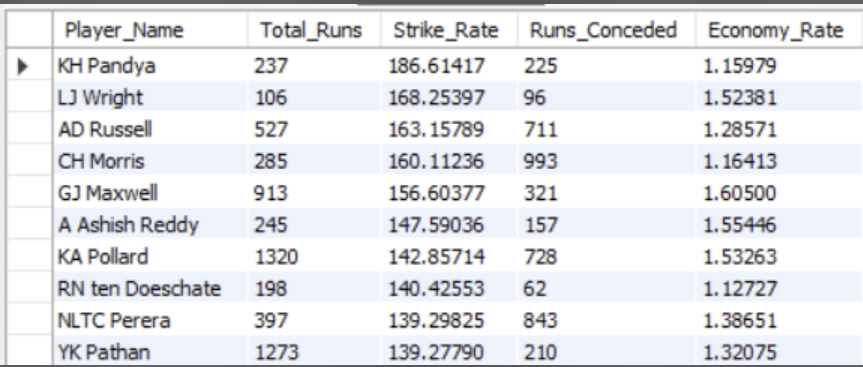 Player_Name Total_Runs Strike_Rate Runs_Conceded Economy_Rate
KH Pandya 237 186.61417 225 1.15979
LJ Wright 106 168.25397 96 1.52381
AD Russell 527 163.15789 711 1.28571
CH Morris 285 160.11236 993 1.16413
GJ Maxwell 913 156.60377 321 1.60500
A Ashish Reddy 245 147.59036 157 1.55446
KA Pollard 1320 142.85714 728 1.53263
RN ten Doeschate 198 140.42553 62 1.12727
NLTC Perera 397 139.29825 843 1.38651
YK Pathan 1273 139.27790 210 1.32075